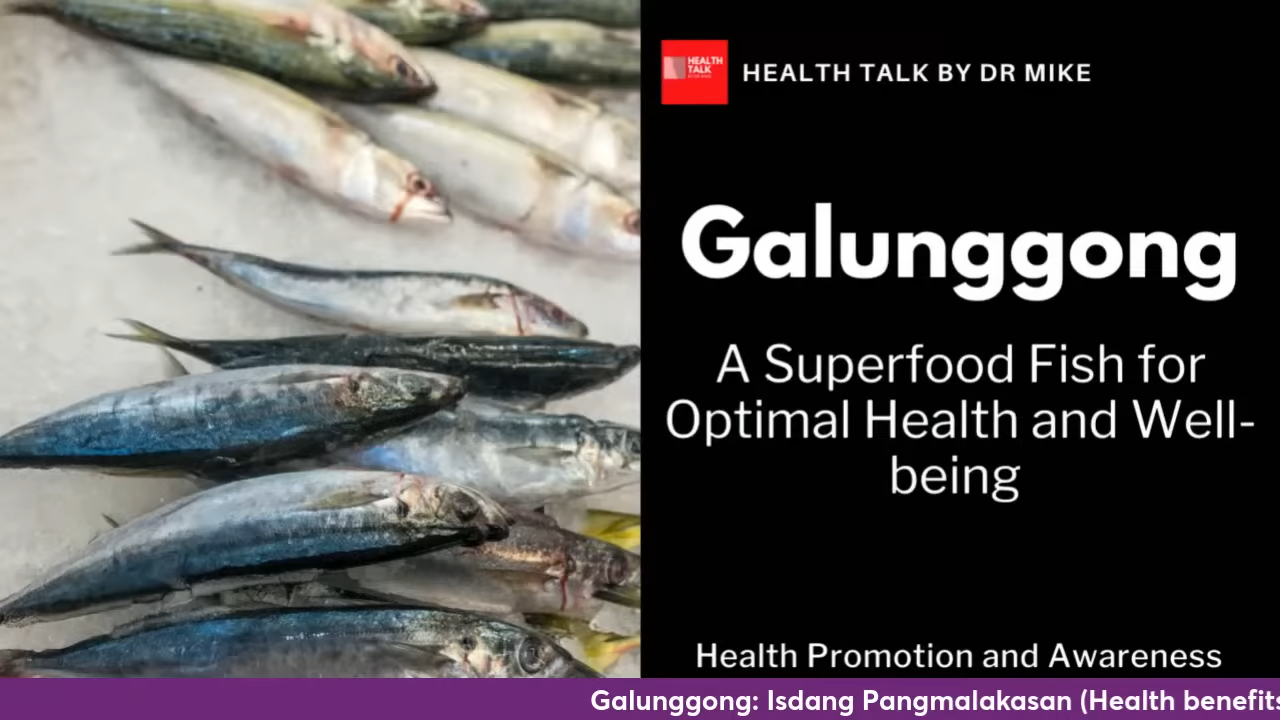 HEALTH
TALK
HEALTH TALK BY DR MIKE
Galunggong
A Superfood Fish for
Optimal Health and Well-
being
Health Promotion and Awareness
Galunggong: Isdang Pangmalakasan (Health benefits